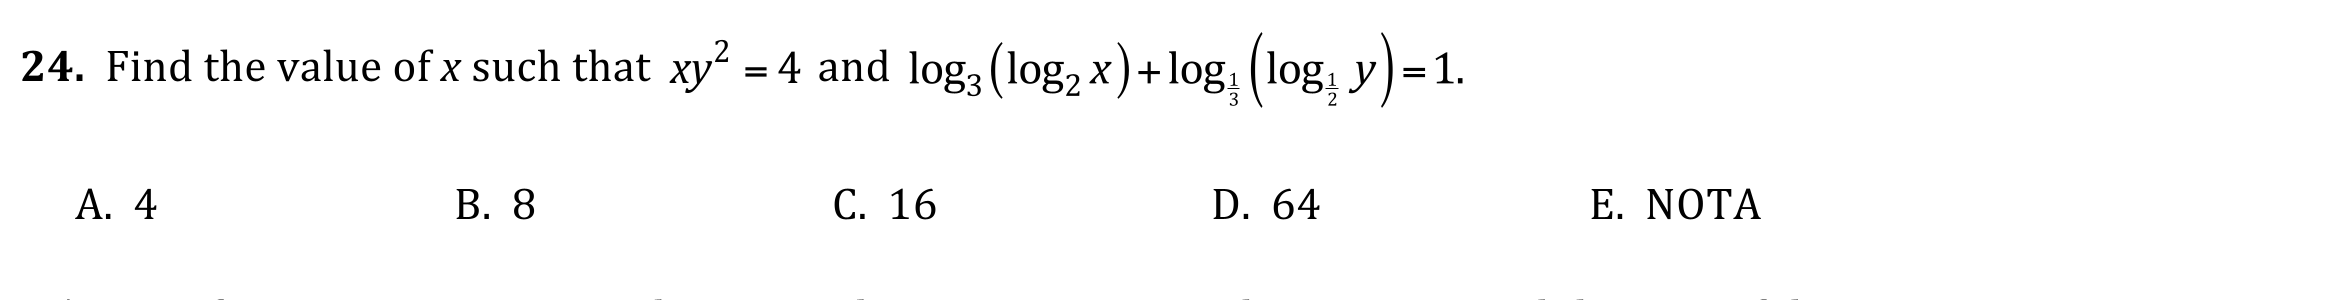 24. Find the value of x such that xy² = 4 and log₃(log₂ x) + log_{1/3}(log_{1/2} y) = 1.
A. 4 B. 8 C. 16 D. 64 E. NOTA